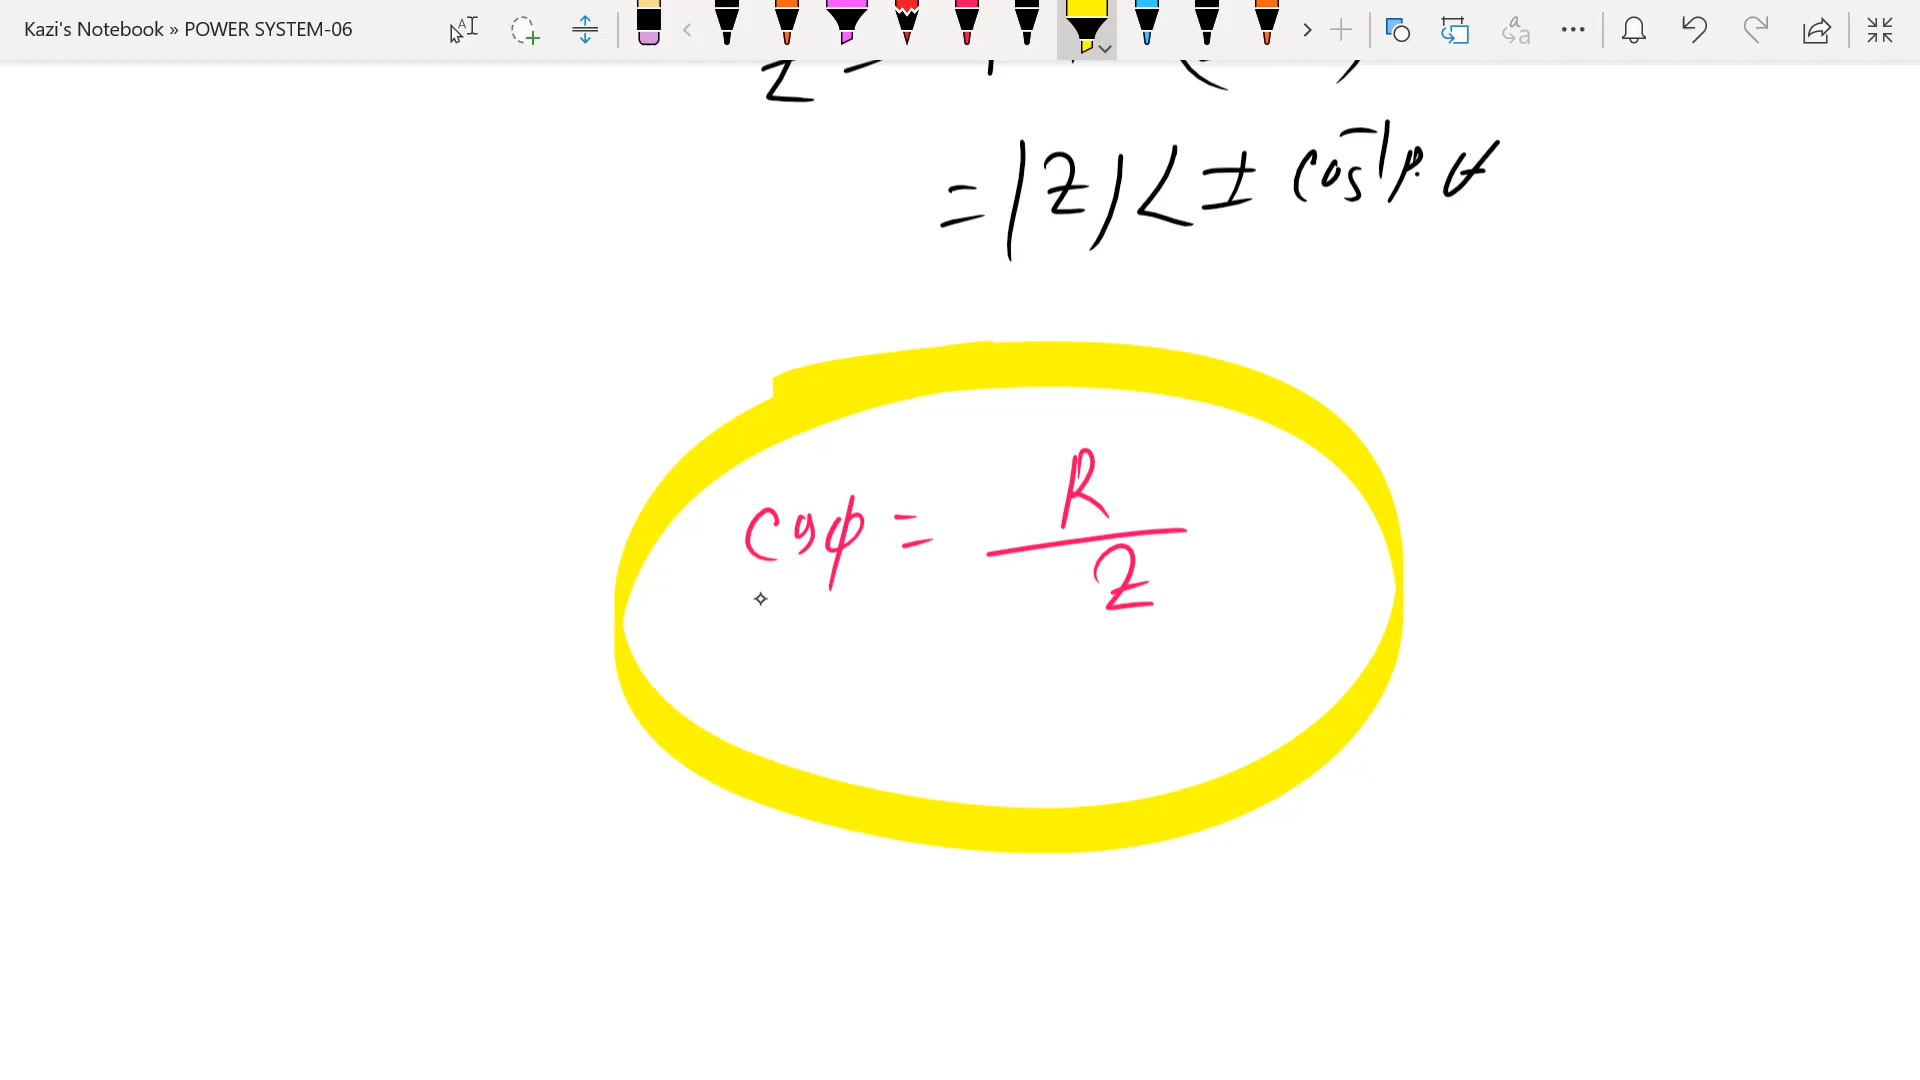 Kazi's Notebook » POWER SYSTEM-06
= |Z| ∠ ± cos⁻¹ p.
cosφ = R / Z